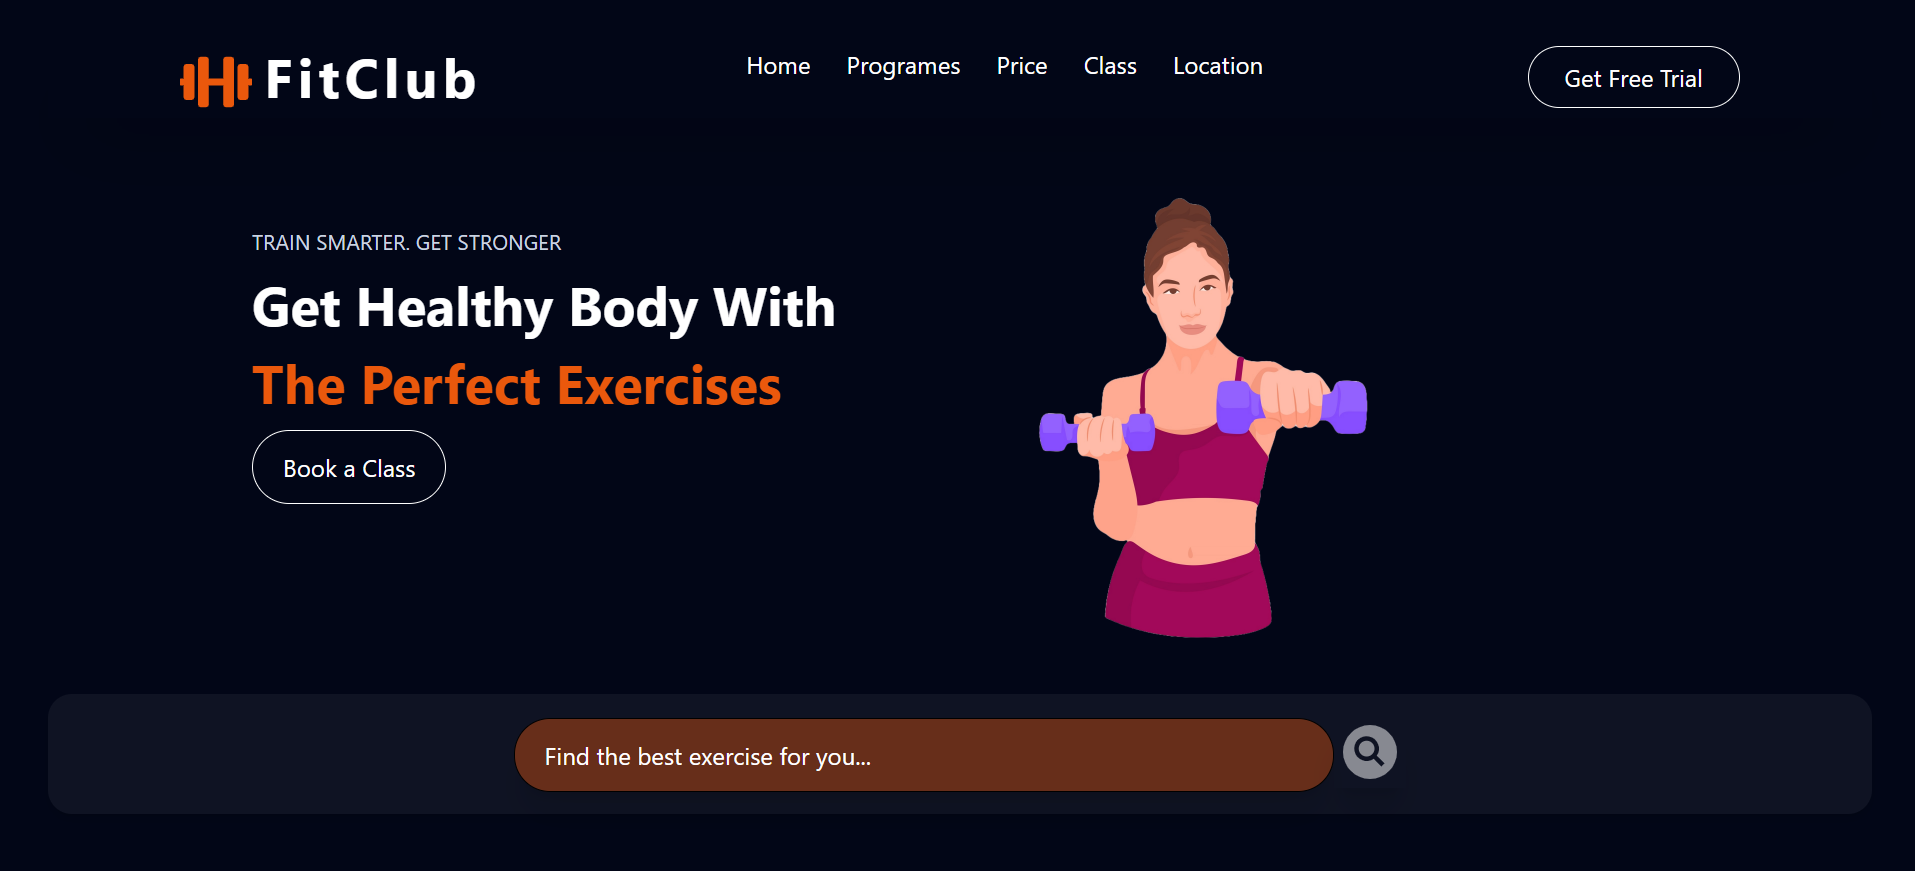 FitClub
Home Programes Price Class Location
Get Free Trial
TRAIN SMARTER. GET STRONGER
Get Healthy Body With
The Perfect Exercises
Book a Class
Find the best exercise for you...